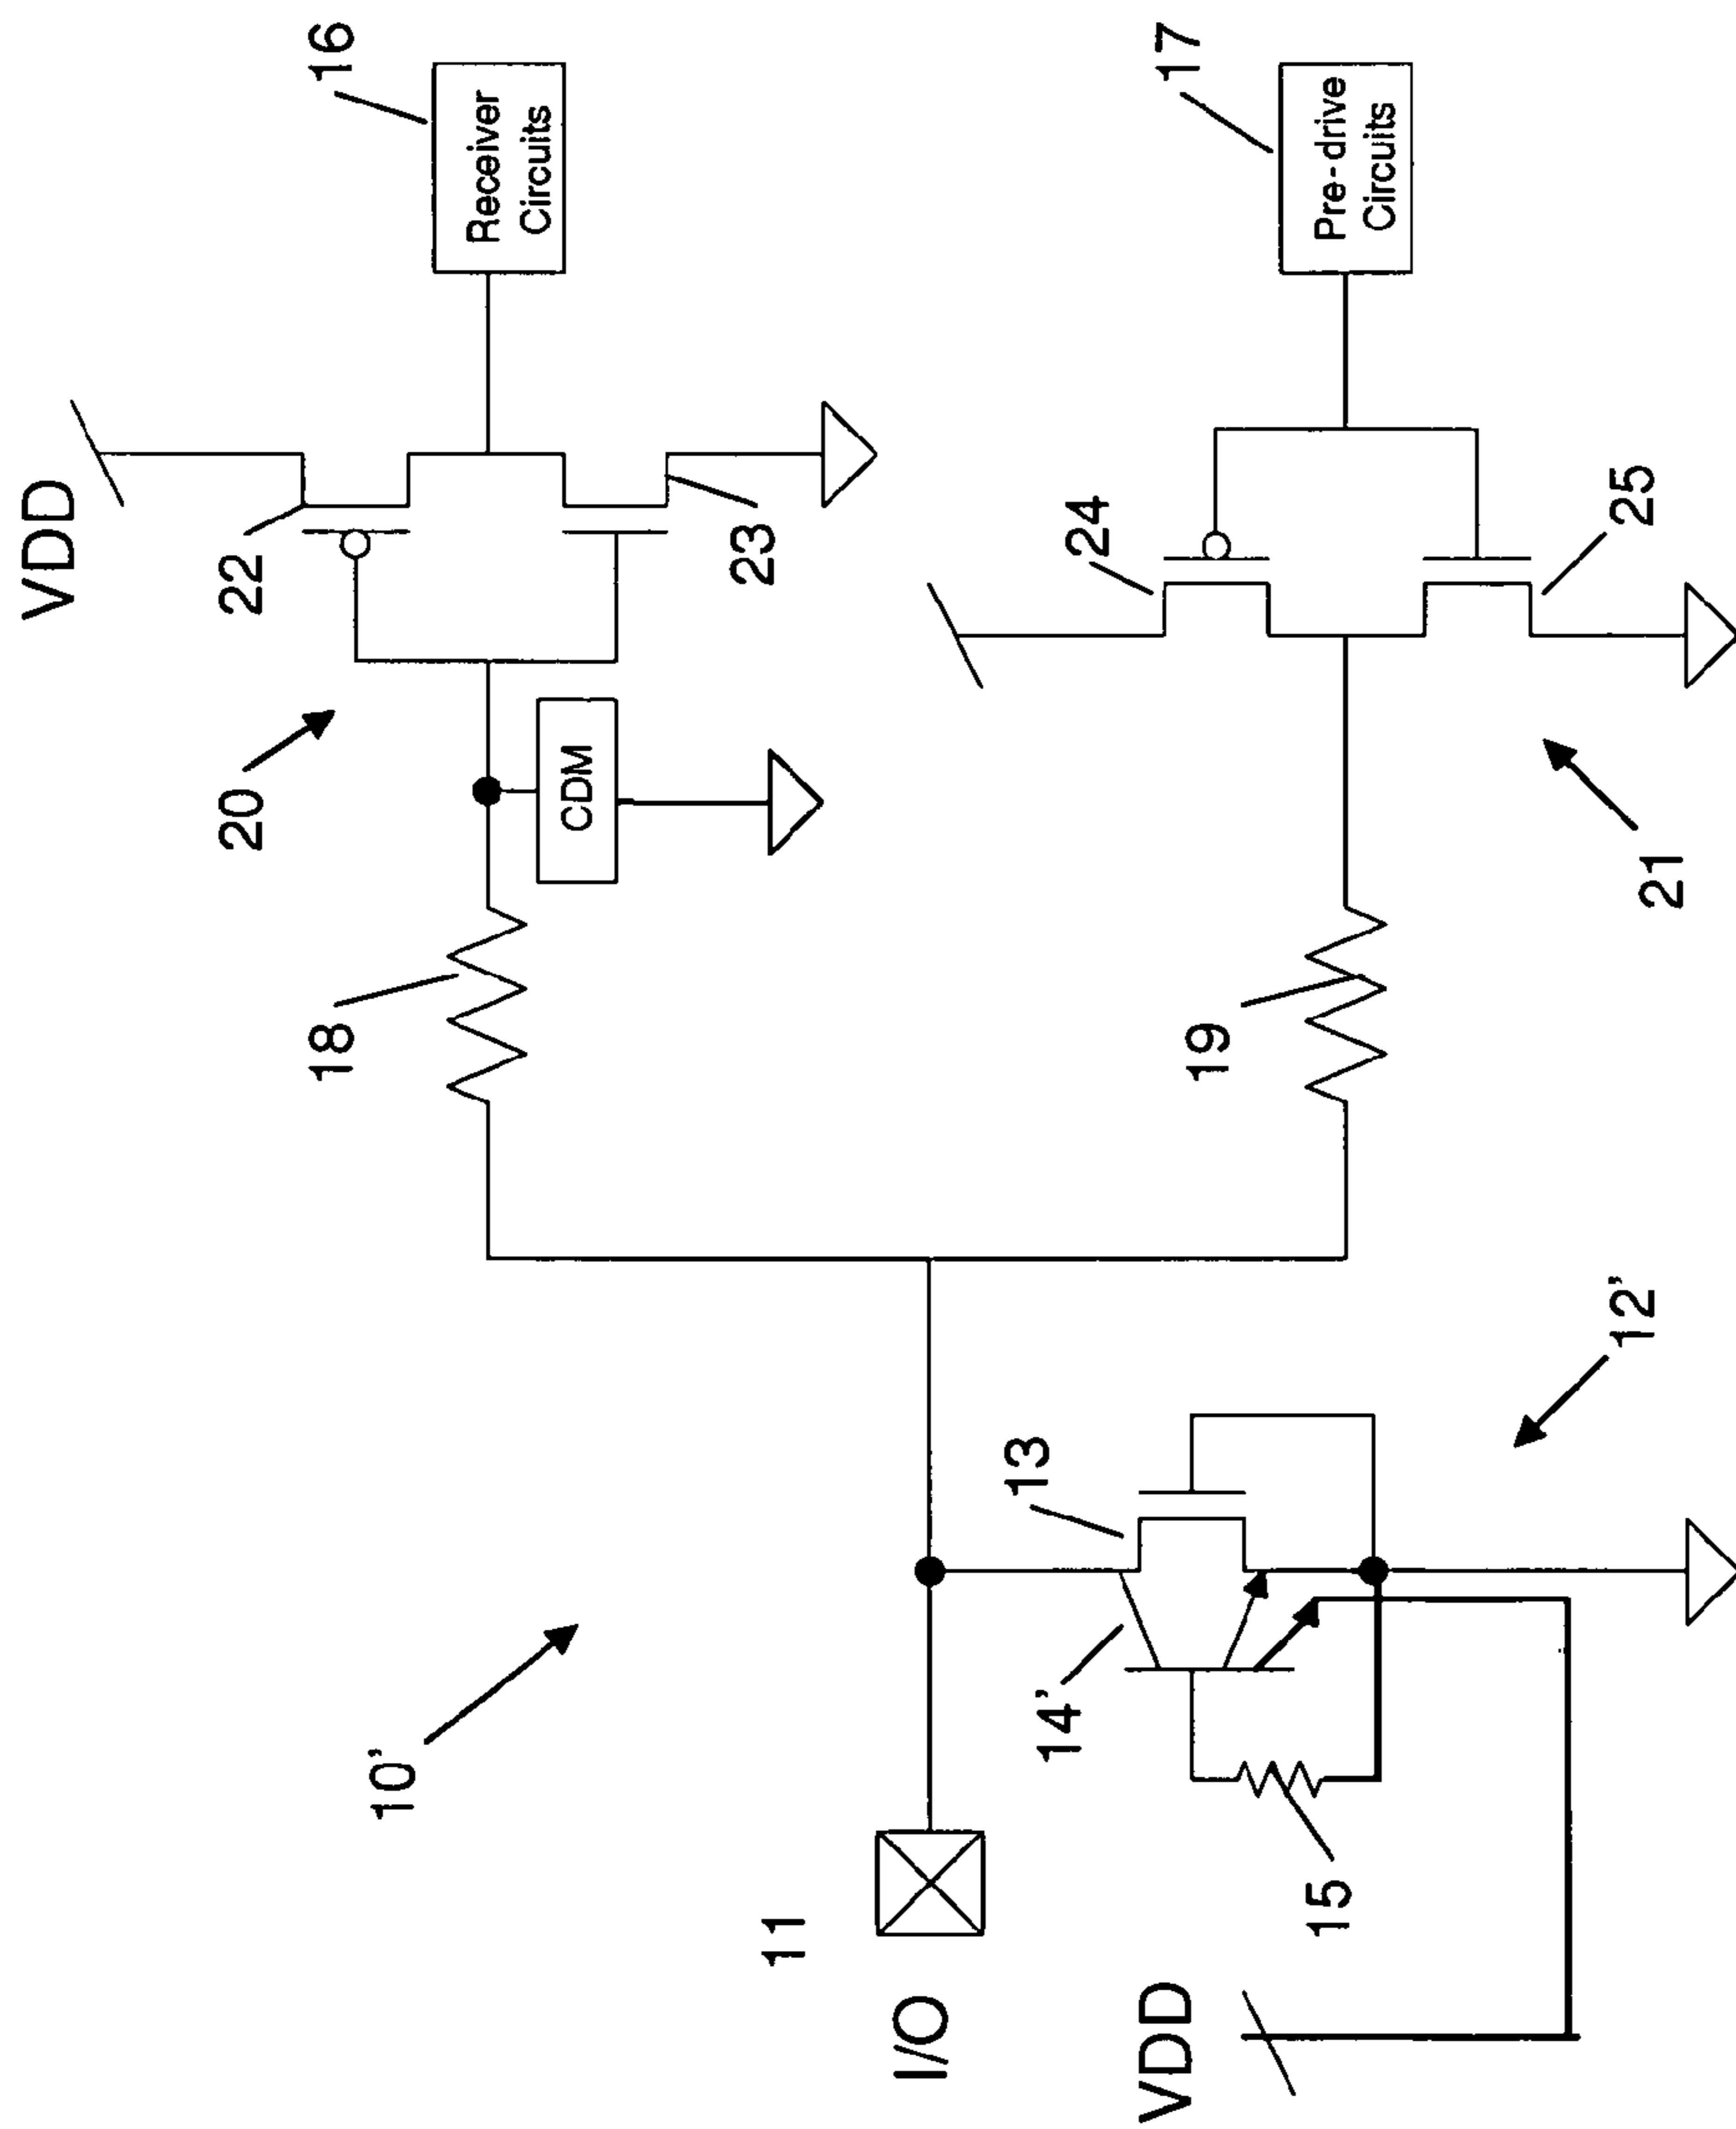 VDD
16
Receiver
Circuits
22
23
20
CDM
18
17
Pre-drive
Circuits
24
25
21
19
10'
11
I/O
13
14'
12'
15
VDD